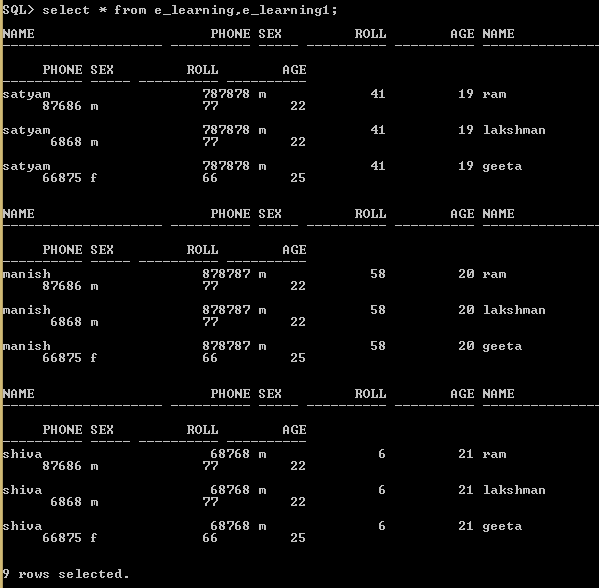 SQL> select * from e_learning,e_learning1;
NAME PHONE SEX ROLL AGE NAME
-------------------- ---------- ----- ---------- ---------- --------------------
PHONE SEX ROLL AGE
---------- ----- ---------- ----------
satyam 787878 m 41 19 ram
87686 m 77 22
satyam 787878 m 41 19 lakshman
6868 m 77 22
satyam 787878 m 41 19 geeta
66875 f 66 25
NAME PHONE SEX ROLL AGE NAME
-------------------- ---------- ----- ---------- ---------- --------------------
PHONE SEX ROLL AGE
---------- ----- ---------- ----------
manish 878787 m 58 20 ram
87686 m 77 22
manish 878787 m 58 20 lakshman
6868 m 77 22
manish 878787 m 58 20 geeta
66875 f 66 25
NAME PHONE SEX ROLL AGE NAME
-------------------- ---------- ----- ---------- ---------- --------------------
PHONE SEX ROLL AGE
---------- ----- ---------- ----------
shiva 68768 m 6 21 ram
87686 m 77 22
shiva 68768 m 6 21 lakshman
6868 m 77 22
shiva 68768 m 6 21 geeta
66875 f 66 25
9 rows selected.